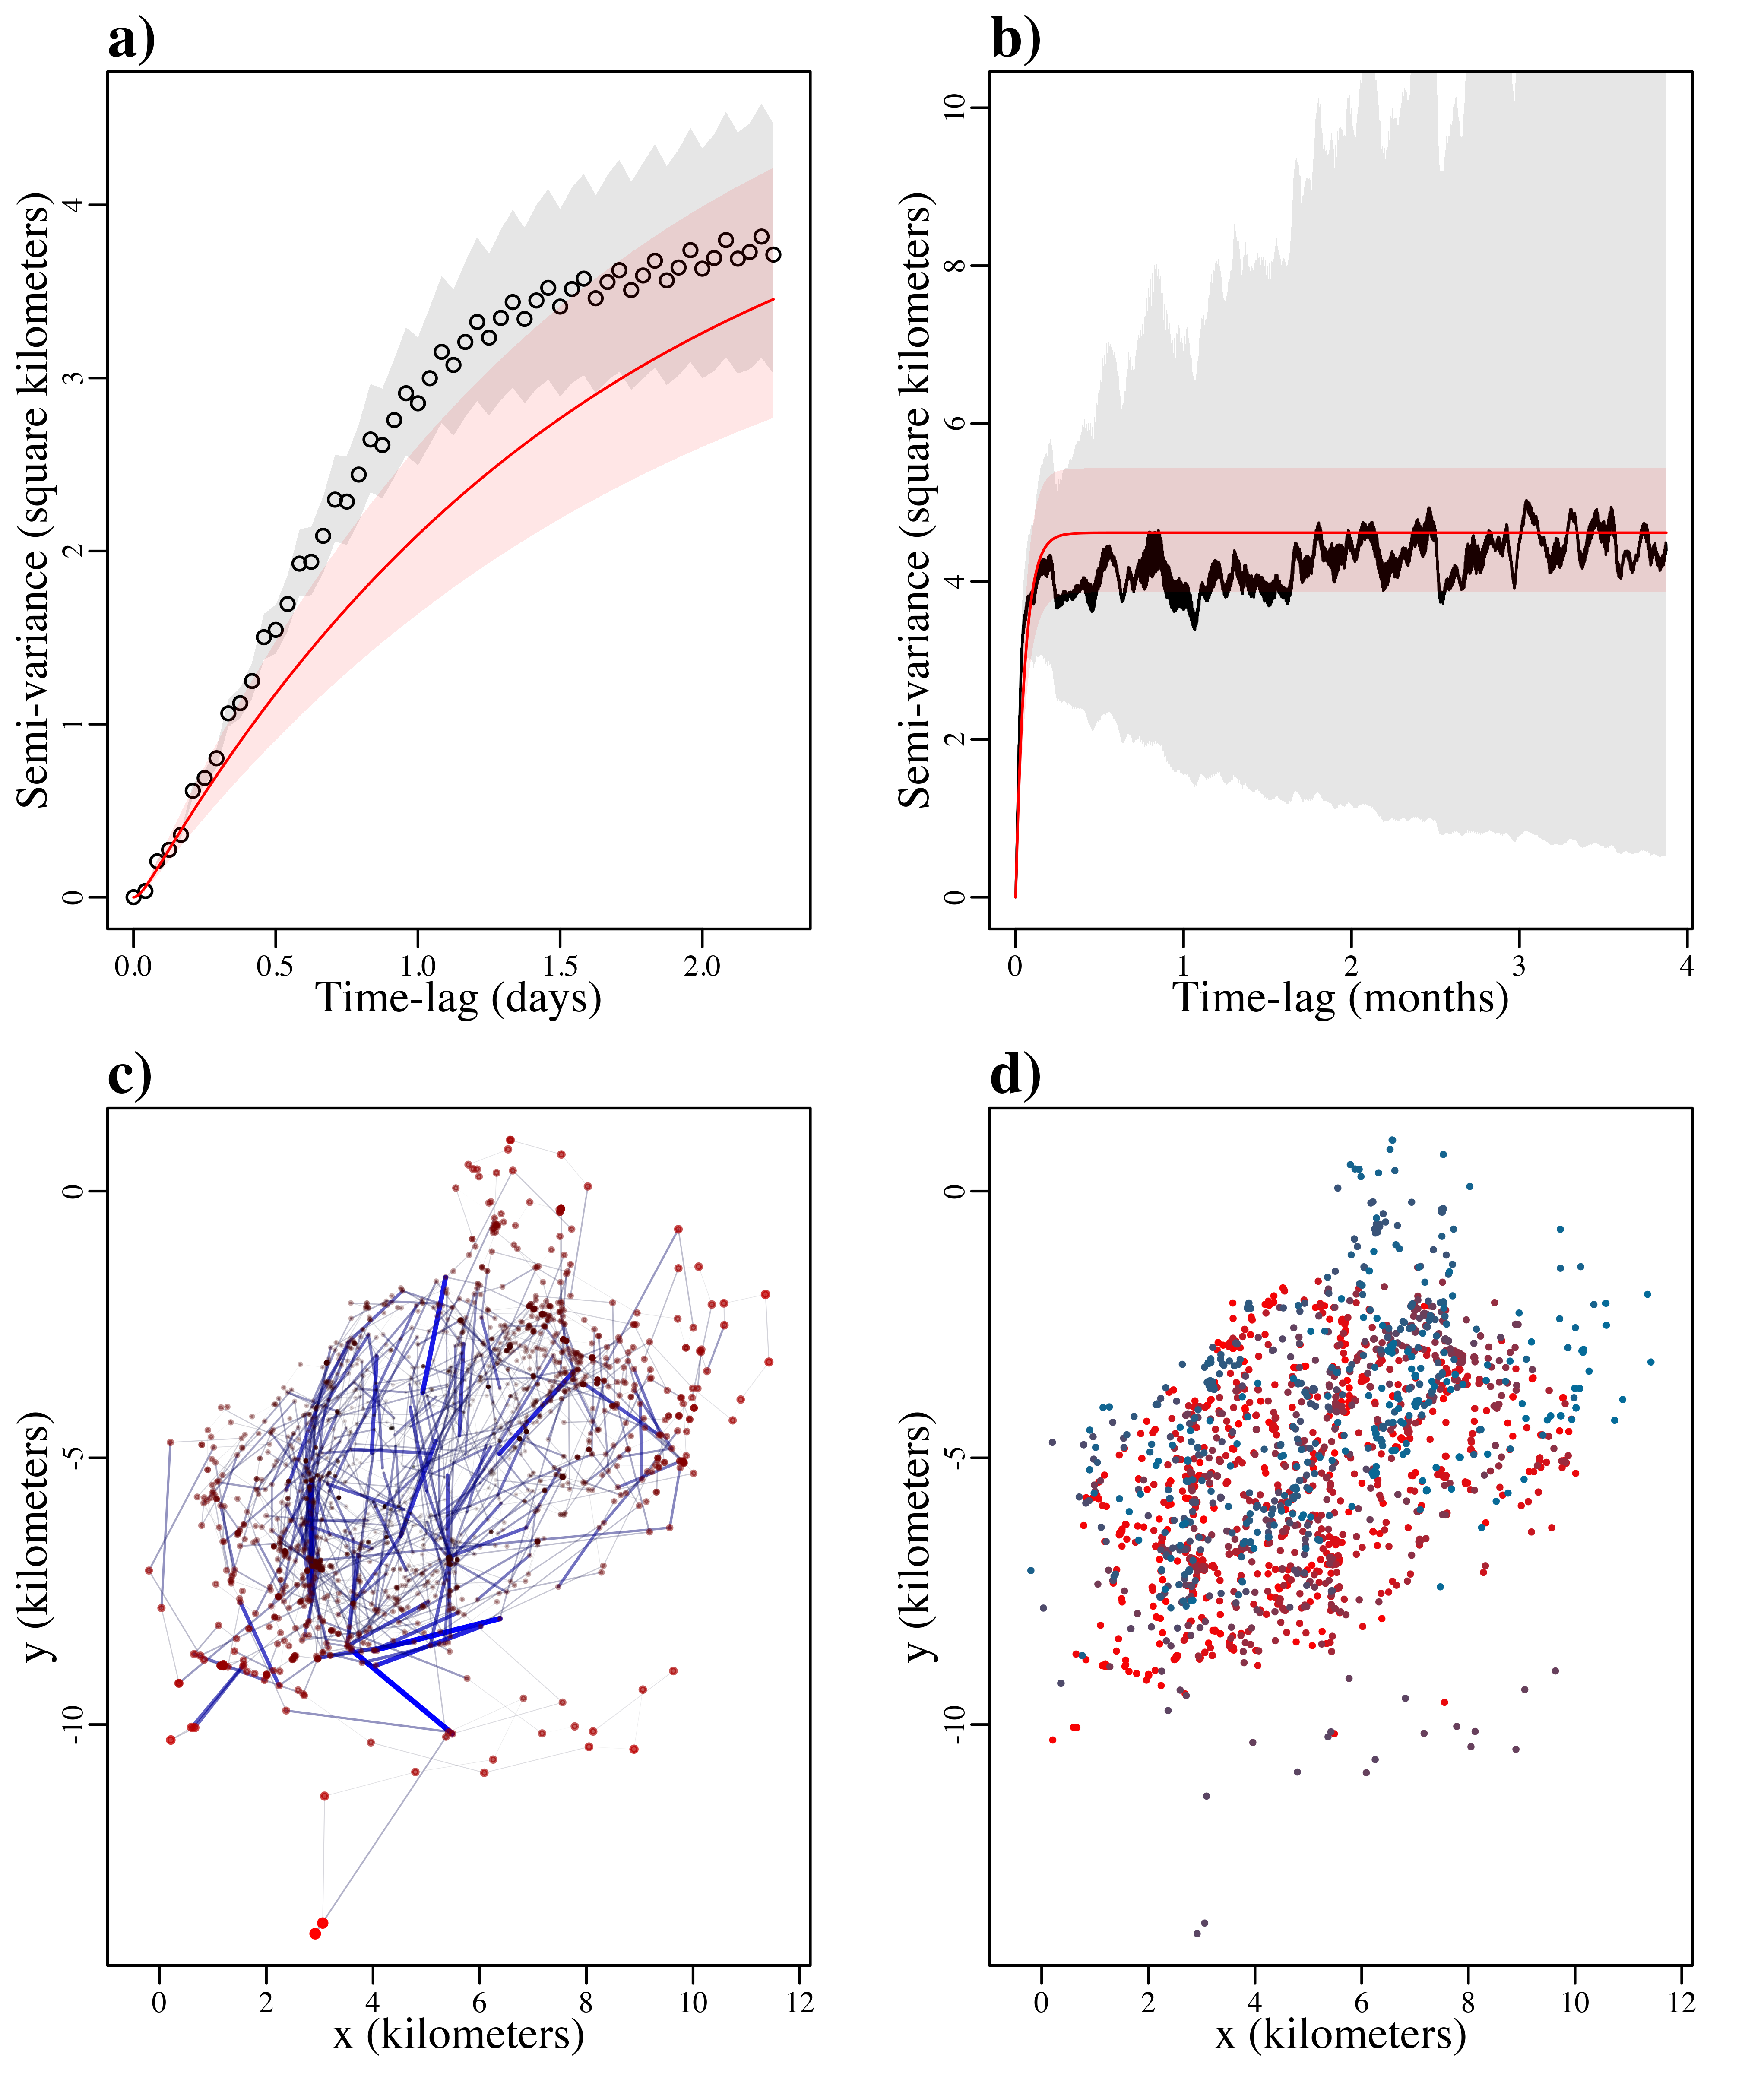 a)
Semi-variance (square kilometers)
4
3
2
1
0
0.0 0.5 1.0 1.5 2.0
Time-lag (days)
b)
Semi-variance (square kilometers)
10
8
6
4
2
0
0 1 2 3 4
Time-lag (months)
c)
y (kilometers)
0
-5
-10
0 2 4 6 8 10 12
x (kilometers)
d)
y (kilometers)
0
-5
-10
0 2 4 6 8 10 12
x (kilometers)